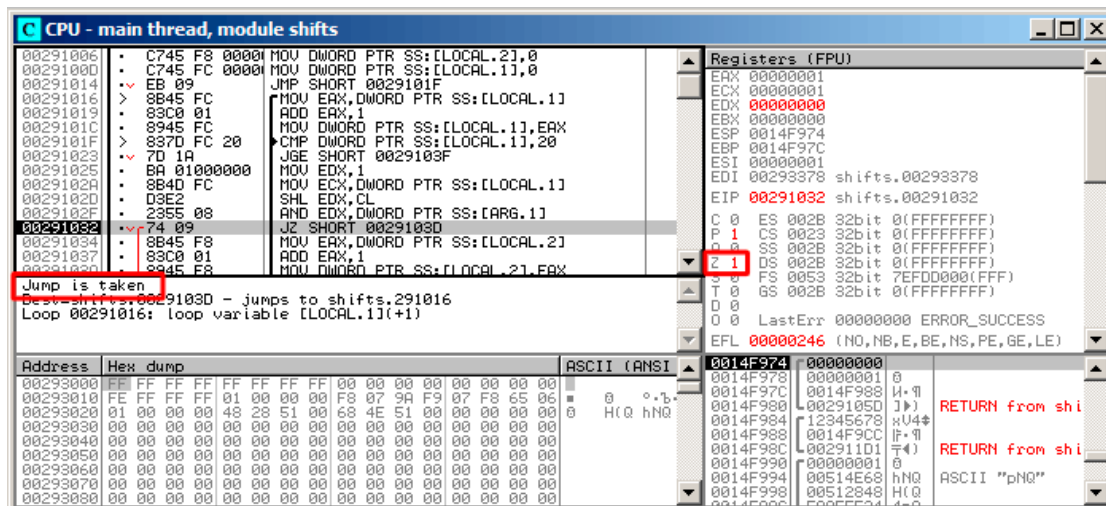 CPU - main thread, module shifts
00291006 · C745 F8 0000 MOV DWORD PTR SS:[LOCAL.2],0
0029100D · C745 FC 0000 MOV DWORD PTR SS:[LOCAL.1],0
00291014 · EB 09 JMP SHORT 0029101F
00291016 > 8B45 FC MOV EAX,DWORD PTR SS:[LOCAL.1]
00291019 · 83C0 01 ADD EAX,1
0029101C · 8945 FC MOV DWORD PTR SS:[LOCAL.1],EAX
0029101F > 837D FC 20 CMP DWORD PTR SS:[LOCAL.1],20
00291023 · 7D 1A JGE SHORT 0029103F
00291025 · BA 01000000 MOV EDX,1
0029102A · 8B4D FC MOV ECX,DWORD PTR SS:[LOCAL.1]
0029102D · D3E2 SHL EDX,CL
0029102F · 2355 08 AND EDX,DWORD PTR SS:[ARG.1]
00291032 · 74 09 JZ SHORT 0029103D
00291034 · 8B45 F8 MOV EAX,DWORD PTR SS:[LOCAL.2]
00291037 · 83C0 01 ADD EAX,1
0029103A · 8945 F8 MOV DWORD PTR SS:[LOCAL.2],EAX
Jump is taken
Dest=shifts.0029103D - jumps to shifts.291016
Loop 00291016: loop variable [LOCAL.1](+1)
Registers (FPU)
EAX 00000001
ECX 00000001
EDX 00000000
EBX 00000000
ESP 0014F974
EBP 0014F97C
ESI 00000001
EDI 00293378 shifts.00293378
EIP 00291032 shifts.00291032
C 0 ES 002B 32bit 0(FFFFFFFF)
P 1 CS 0023 32bit 0(FFFFFFFF)
A 0 SS 002B 32bit 0(FFFFFFFF)
Z 1 DS 002B 32bit 0(FFFFFFFF)
S 0 FS 0053 32bit 7EFDD000(FFF)
T 0 GS 002B 32bit 0(FFFFFFFF)
D 0
O 0 LastErr 00000000 ERROR_SUCCESS
EFL 00000246 (NO,NB,E,BE,NS,PE,GE,LE)
Address Hex dump ASCII (ANSI
00293000 FF FF FF FF FF FF FF FF 00 00 00 00 00 00 00 00
00293010 FE FF FF FF 01 00 00 00 F8 07 9A F9 07 F8 65 06
00293020 01 00 00 00 48 28 51 00 68 4E 51 00 00 00 00 00 H(Q hNQ
00293030 00 00 00 00 00 00 00 00 00 00 00 00 00 00 00 00
00293040 00 00 00 00 00 00 00 00 00 00 00 00 00 00 00 00
00293050 00 00 00 00 00 00 00 00 00 00 00 00 00 00 00 00
00293060 00 00 00 00 00 00 00 00 00 00 00 00 00 00 00 00
00293070 00 00 00 00 00 00 00 00 00 00 00 00 00 00 00 00
00293080 00 00 00 00 00 00 00 00 00 00 00 00 00 00 00 00
0014F974 00000000
0014F978 00000001
0014F97C 0014F988
0014F980 0029105D RETURN from shi
0014F984 12345678 xV4
0014F988 0014F9CC
0014F98C 002911D1 RETURN from shi
0014F990 00000001
0014F994 00514E68 hNQ ASCII "pNQ"
0014F998 00512848 H(Q